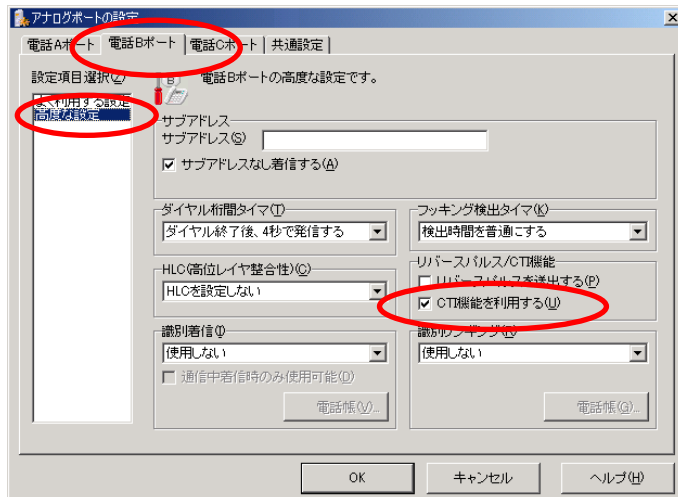 アナログポートの設定
電話Aポート 電話Bポート 電話Cポート 共通設定
設定項目選択(Z)
よく利用する設定
高度な設定
電話Bポートの高度な設定です。
サブアドレス
サブアドレス(S)
サブアドレスなし着信する(A)
ダイヤル桁間タイマ(T)
ダイヤル終了後、4秒で発信する
フッキング検出タイマ(K)
検出時間を普通にする
HLC(高位レイヤ整合性)(C)
HLCを設定しない
リバースパルス/CTI機能
リバースパルスを送出する(P)
CTI機能を利用する(U)
識別着信(I)
使用しない
通信中着信時のみ使用可能(D)
電話帳(V)...
識別リンギング(R)
使用しない
電話帳(G)...
OK キャンセル ヘルプ(H)